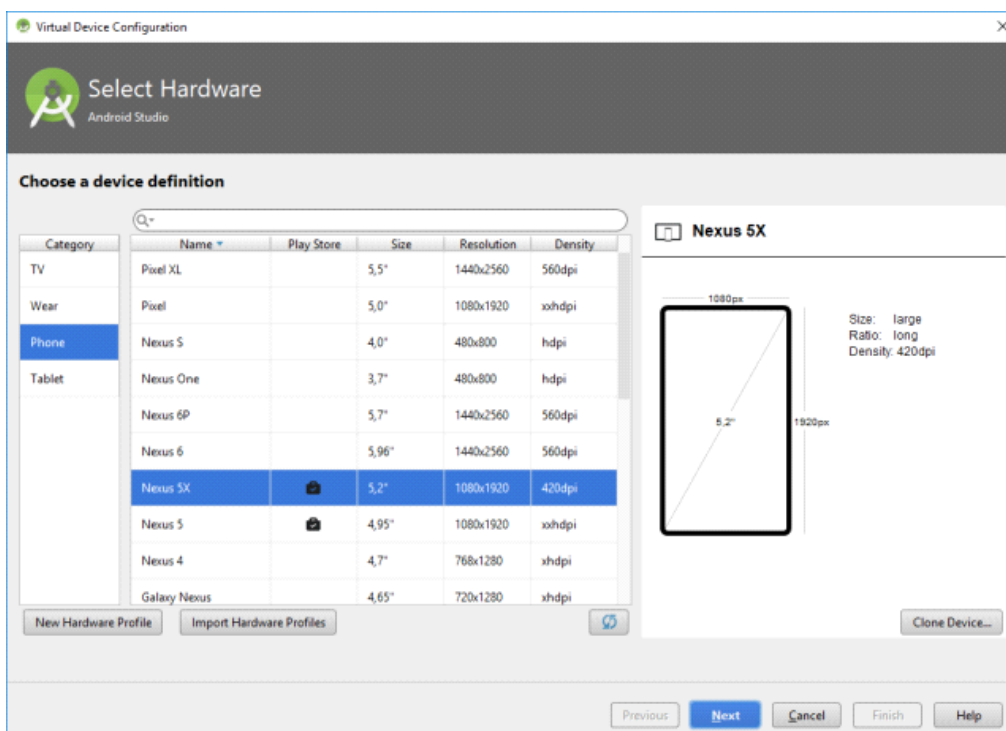 Virtual Device Configuration
Select Hardware
Android Studio
Choose a device definition
Category
TV
Wear
Phone
Tablet
Name Play Store Size Resolution Density
Pixel XL 5,5" 1440x2560 560dpi
Pixel 5,0" 1080x1920 xxhdpi
Nexus S 4,0" 480x800 hdpi
Nexus One 3,7" 480x800 hdpi
Nexus 6P 5,7" 1440x2560 560dpi
Nexus 6 5,96" 1440x2560 560dpi
Nexus 5X 5,2" 1080x1920 420dpi
Nexus 5 4,95" 1080x1920 xxhdpi
Nexus 4 4,7" 768x1280 xhdpi
Galaxy Nexus 4,65" 720x1280 xhdpi
New Hardware Profile Import Hardware Profiles
Nexus 5X
1080px
5,2"
1920px
Size: large
Ratio: long
Density: 420dpi
Clone Device...
Previous Next Cancel Finish Help